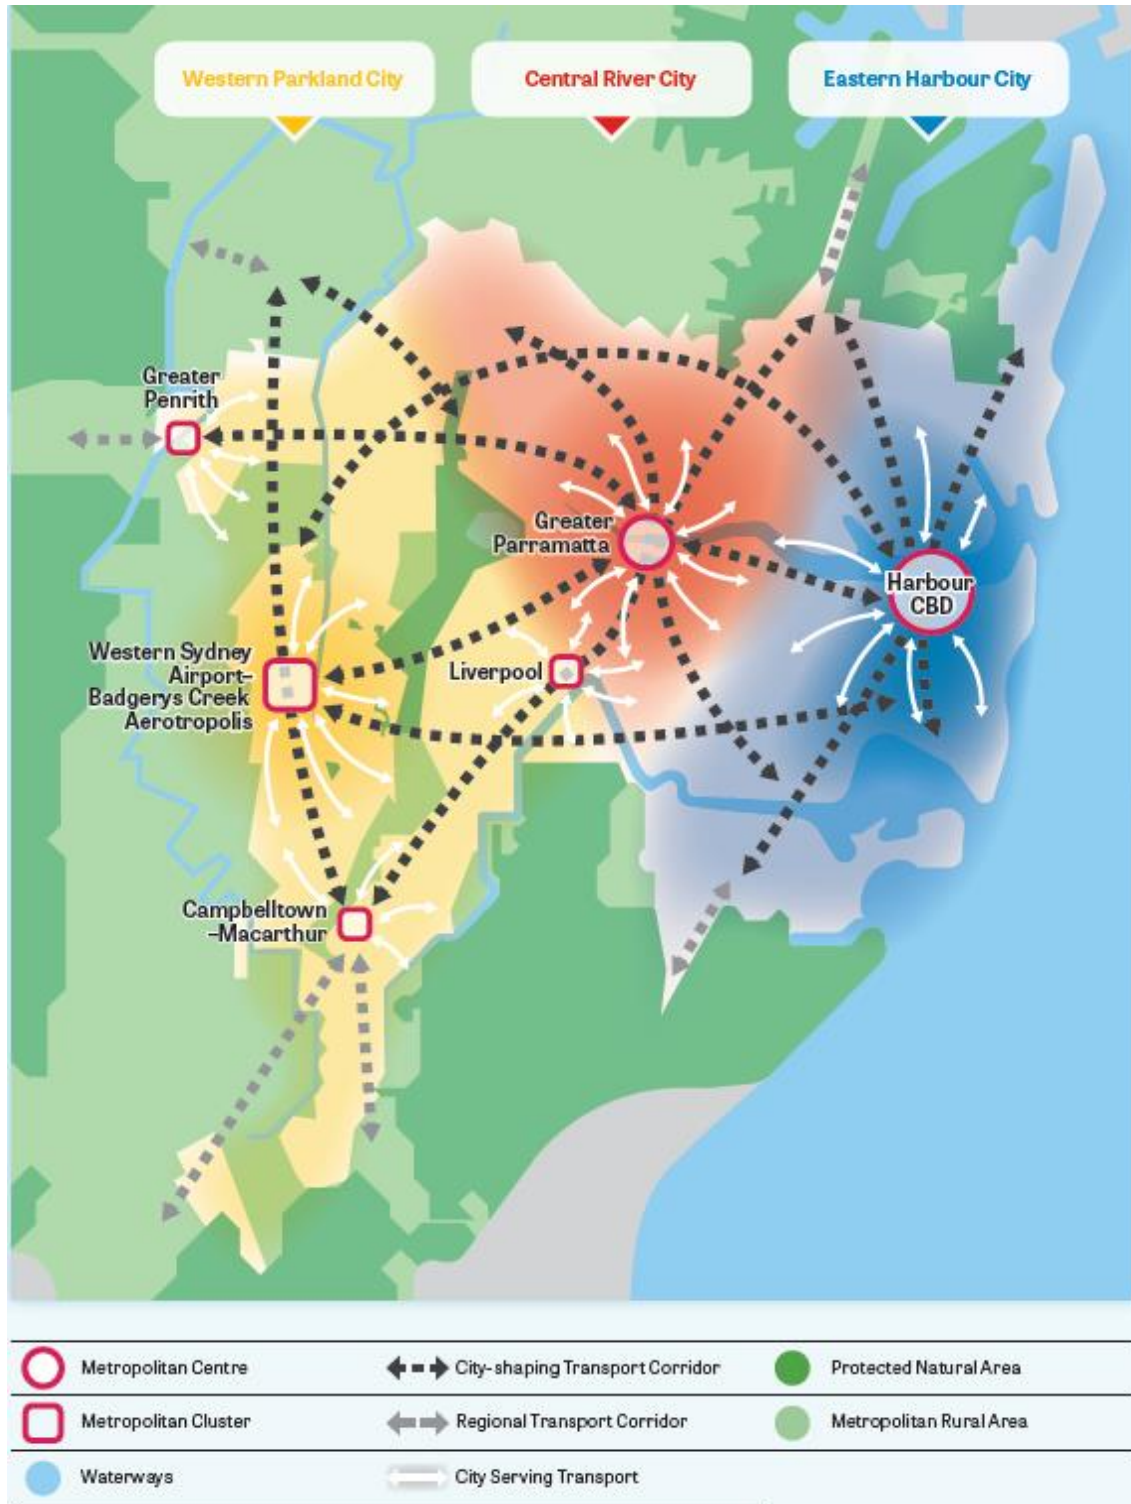 Western Parkland City
Central River City
Eastern Harbour City
Greater
Penrith
Greater
Parramatta
Harbour
CBD
Western Sydney
Airport–
Badgerys Creek
Aerotropolis
Liverpool
Campbelltown
–Macarthur
Metropolitan Centre
City-shaping Transport Corridor
Protected Natural Area
Metropolitan Cluster
Regional Transport Corridor
Metropolitan Rural Area
Waterways
City Serving Transport